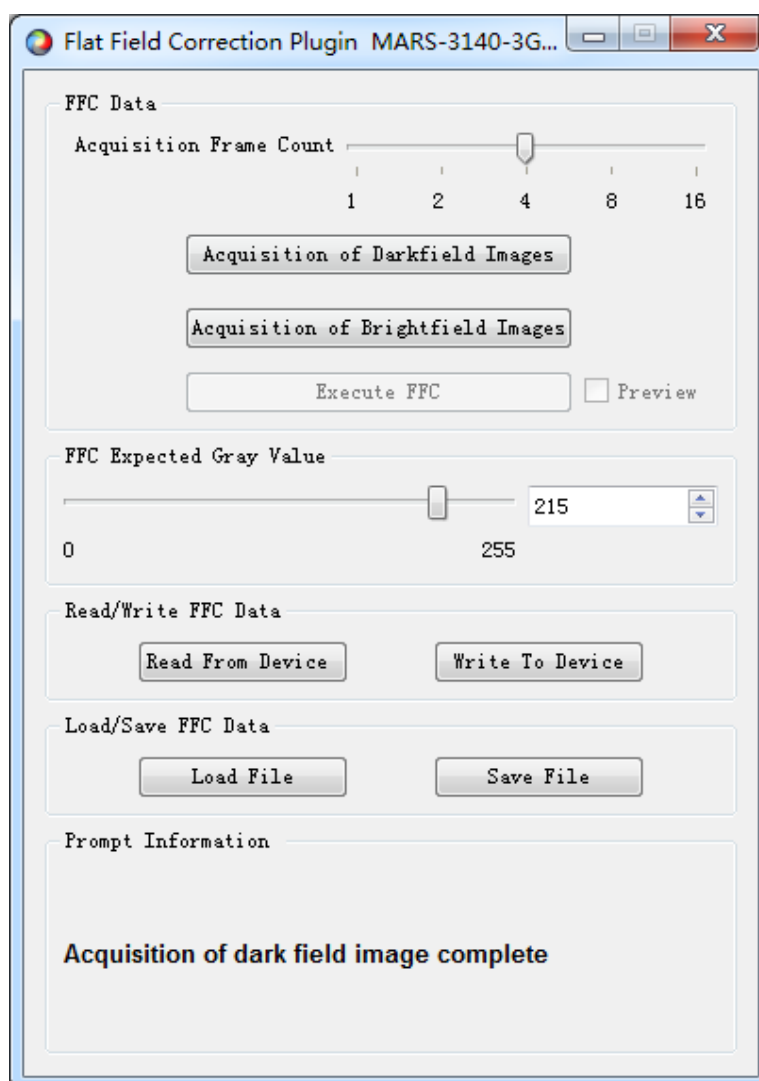 Flat Field Correction Plugin MARS-3140-3G...
FFC Data
Acquisition Frame Count
1 2 4 8 16
Acquisition of Darkfield Images
Acquisition of Brightfield Images
Execute FFC Preview
FFC Expected Gray Value
215
0 255
Read/Write FFC Data
Read From Device Write To Device
Load/Save FFC Data
Load File Save File
Prompt Information
Acquisition of dark field image complete